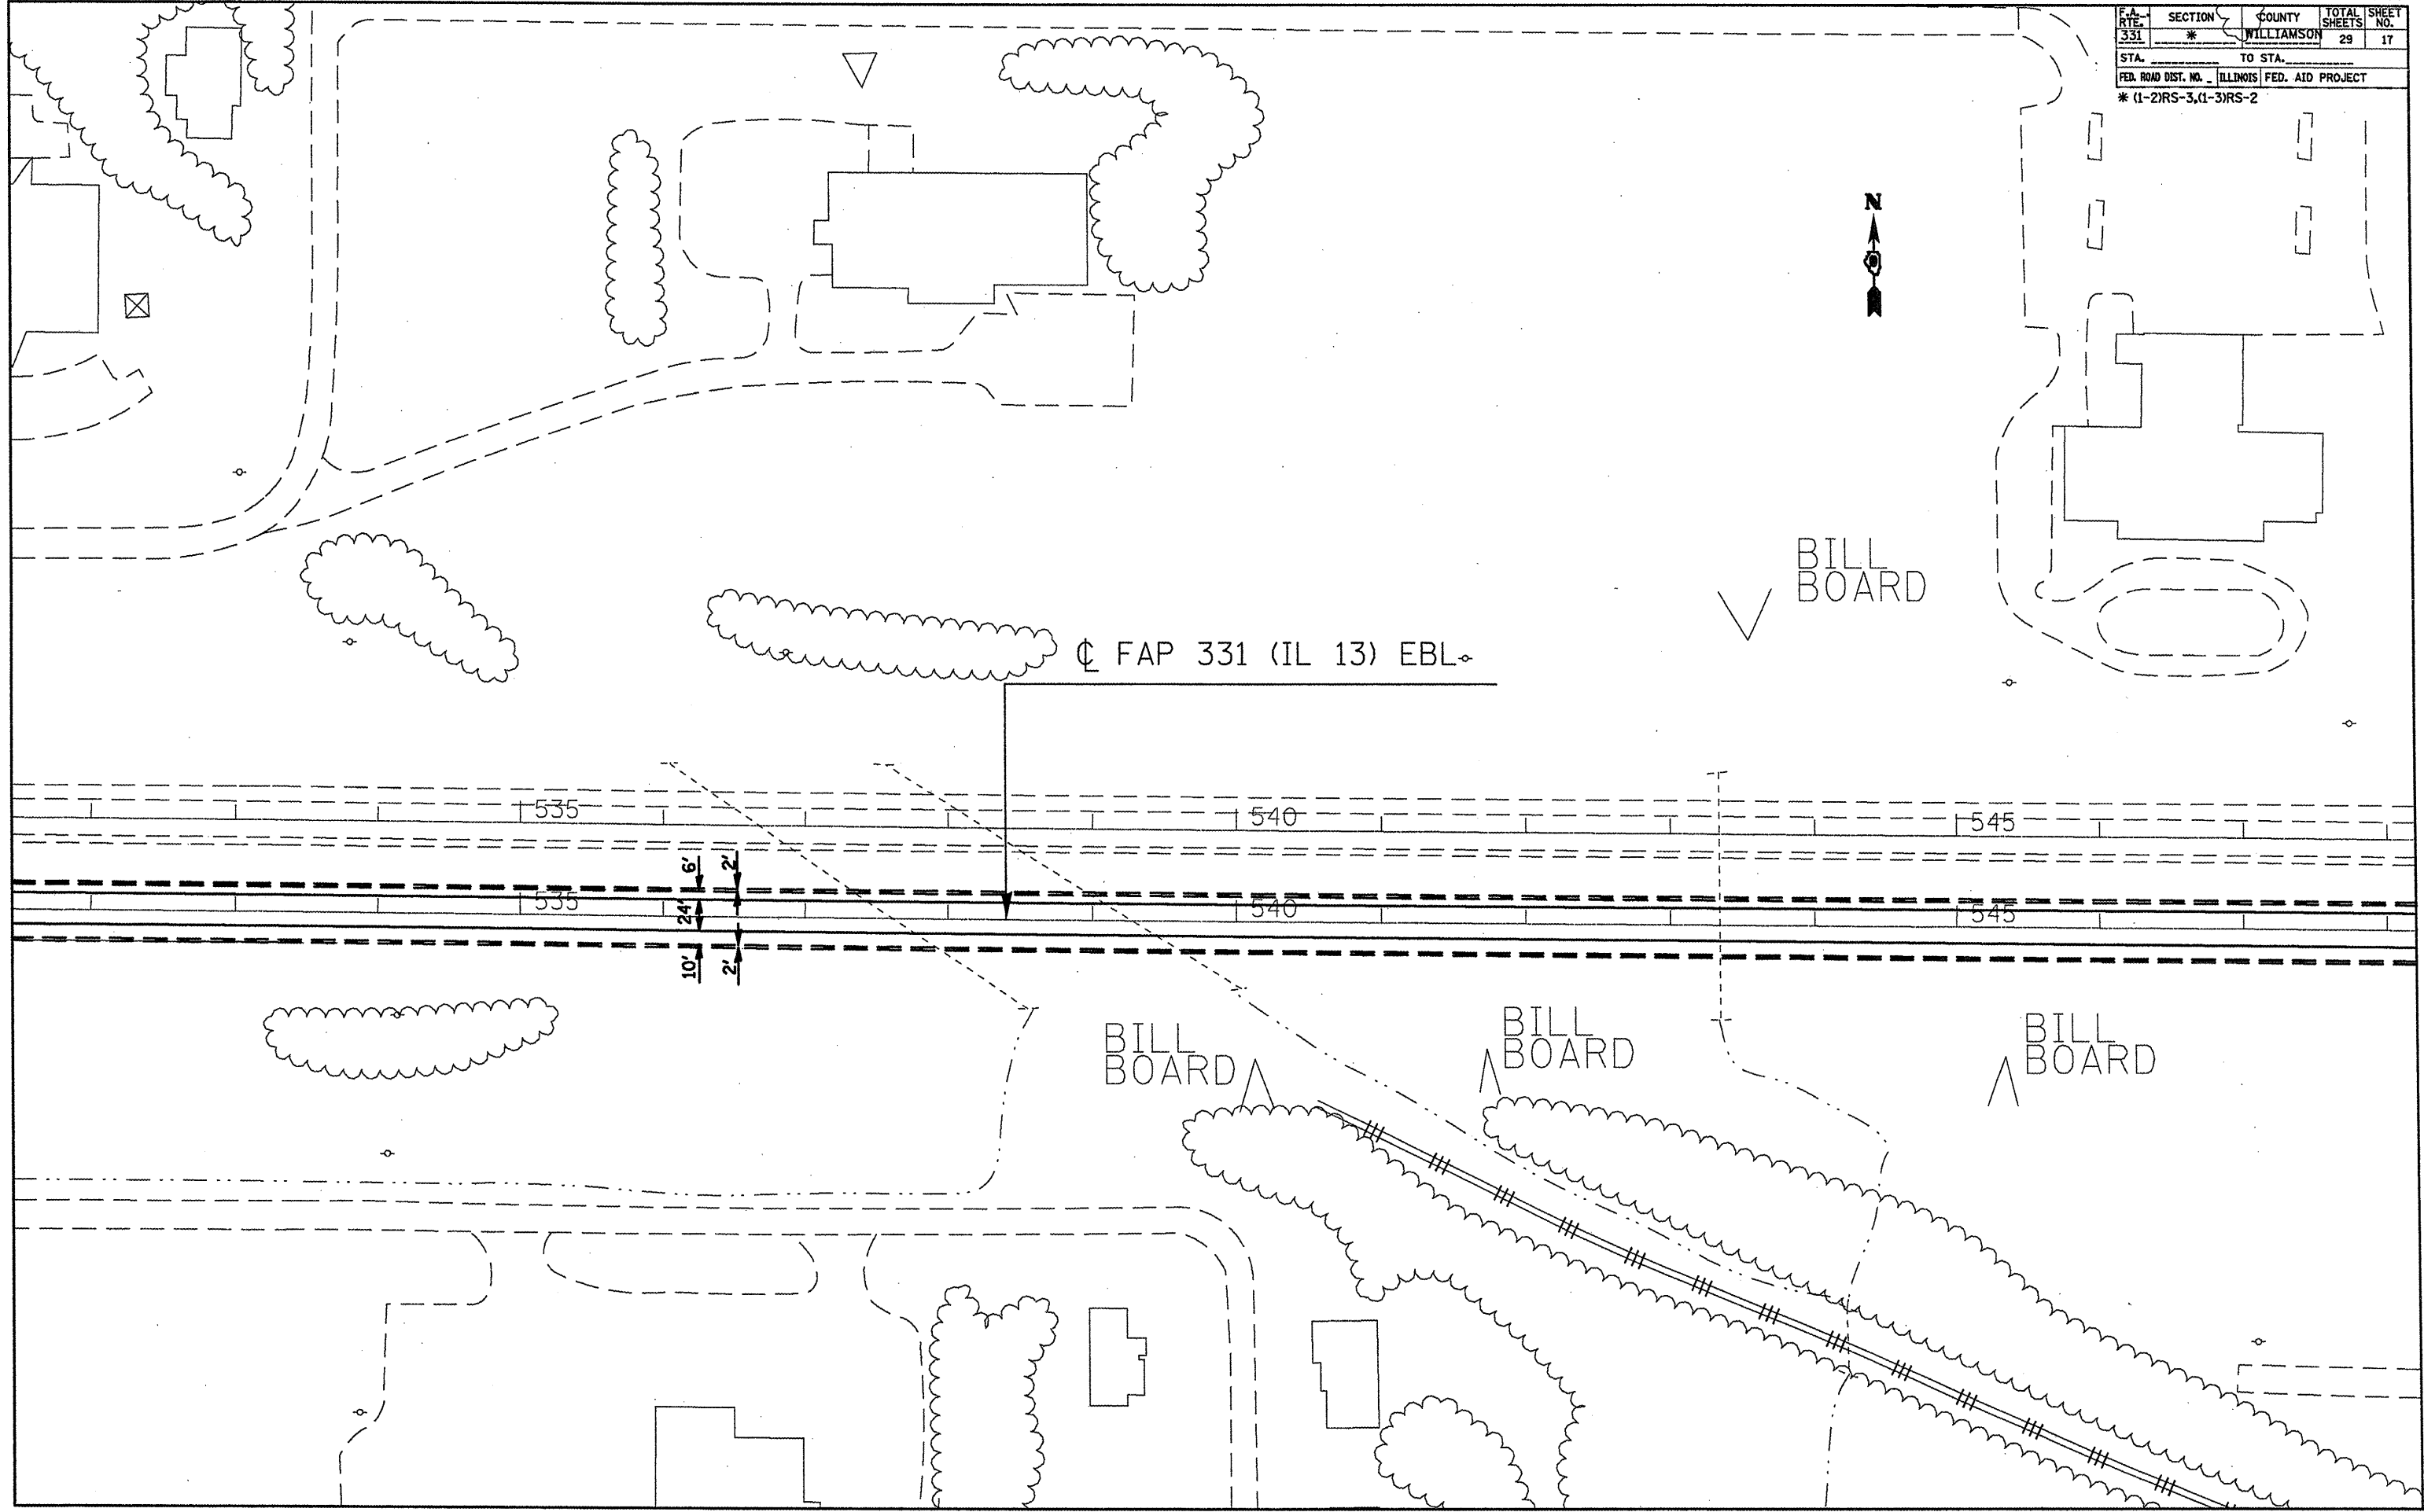 F.A. RTE. SECTION COUNTY TOTAL SHEETS SHEET NO.
331 * WILLIAMSON 29 17
STA. TO STA.
FED. ROAD DIST. NO. _ ILLINOIS FED. AID PROJECT
* (1-2)RS-3,(1-3)RS-2
N
BILL
BOARD
℄ FAP 331 (IL 13) EBL
535 540 545
6' 2'
535 540 545
24'
10' 2'
BILL
BOARD
BILL
BOARD
BILL
BOARD